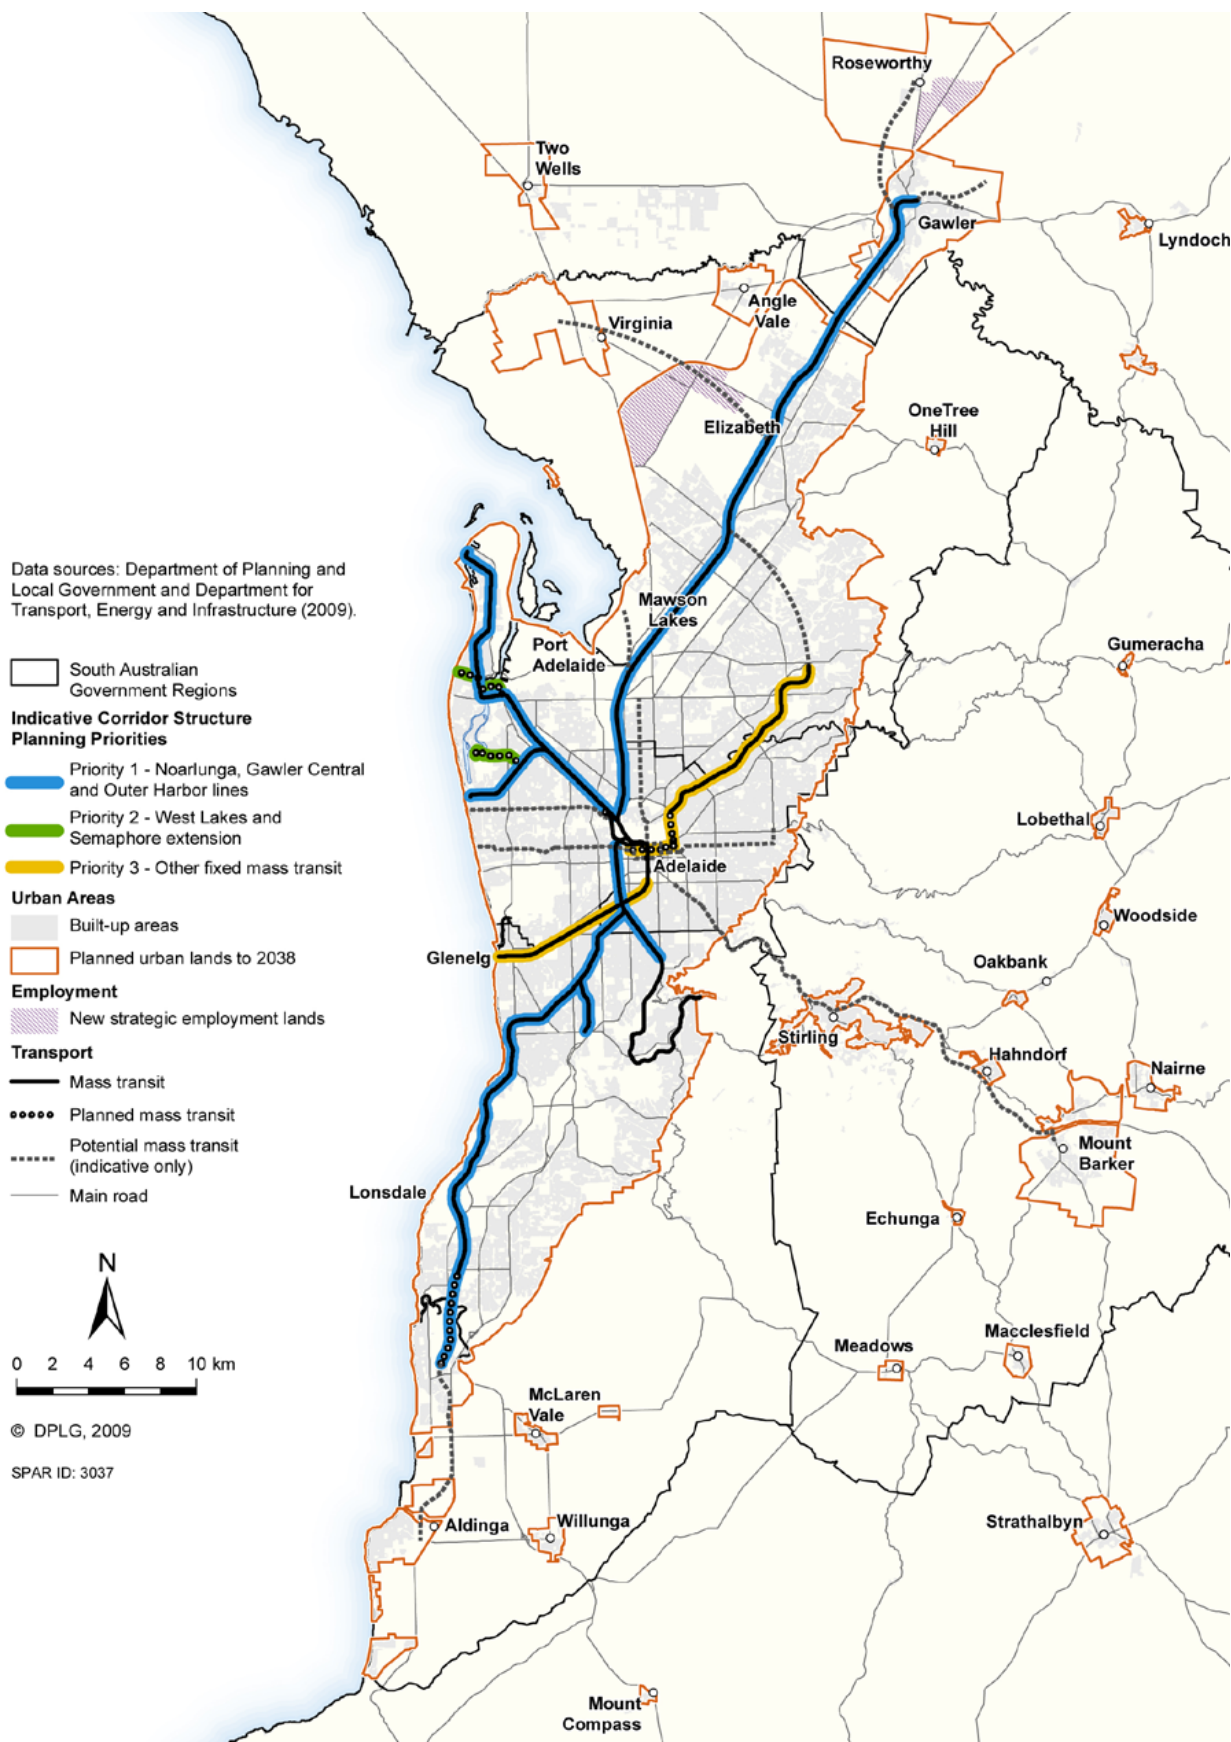 Roseworthy
Two
Wells
Gawler
Lyndoch
Angle
Vale
Virginia
OneTree
Hill
Elizabeth
Data sources: Department of Planning and
Local Government and Department for
Transport, Energy and Infrastructure (2009).
Mawson
Lakes
Port
Adelaide
Gumeracha
South Australian
Government Regions
Indicative Corridor Structure
Planning Priorities
Priority 1 - Noarlunga, Gawler Central
and Outer Harbor lines
Priority 2 - West Lakes and
Semaphore extension
Priority 3 - Other fixed mass transit
Urban Areas
Built-up areas
Planned urban lands to 2038
Employment
New strategic employment lands
Transport
Mass transit
Planned mass transit
Potential mass transit
(indicative only)
Main road
Lobethal
Adelaide
Woodside
Glenelg
Oakbank
Stirling
Hahndorf
Nairne
Mount
Barker
Lonsdale
Echunga
N
0 2 4 6 8 10 km
Macclesfield
Meadows
McLaren
Vale
© DPLG, 2009
SPAR ID: 3037
Aldinga
Willunga
Strathalbyn
Mount
Compass